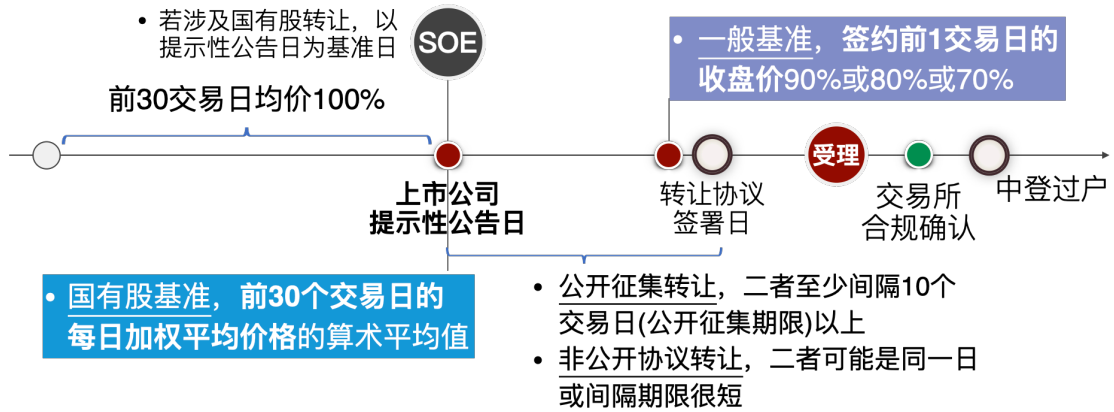 • 若涉及国有股转让，以
提示性公告日为基准日
SOE
• 一般基准，签约前1交易日的
收盘价90%或80%或70%
前30交易日均价100%
受理
上市公司
提示性公告日
转让协议
签署日
交易所
合规确认
中登过户
• 国有股基准，前30个交易日的
每日加权平均价格的算术平均值
• 公开征集转让，二者至少间隔10个
交易日(公开征集期限)以上
• 非公开协议转让，二者可能是同一日
或间隔期限很短